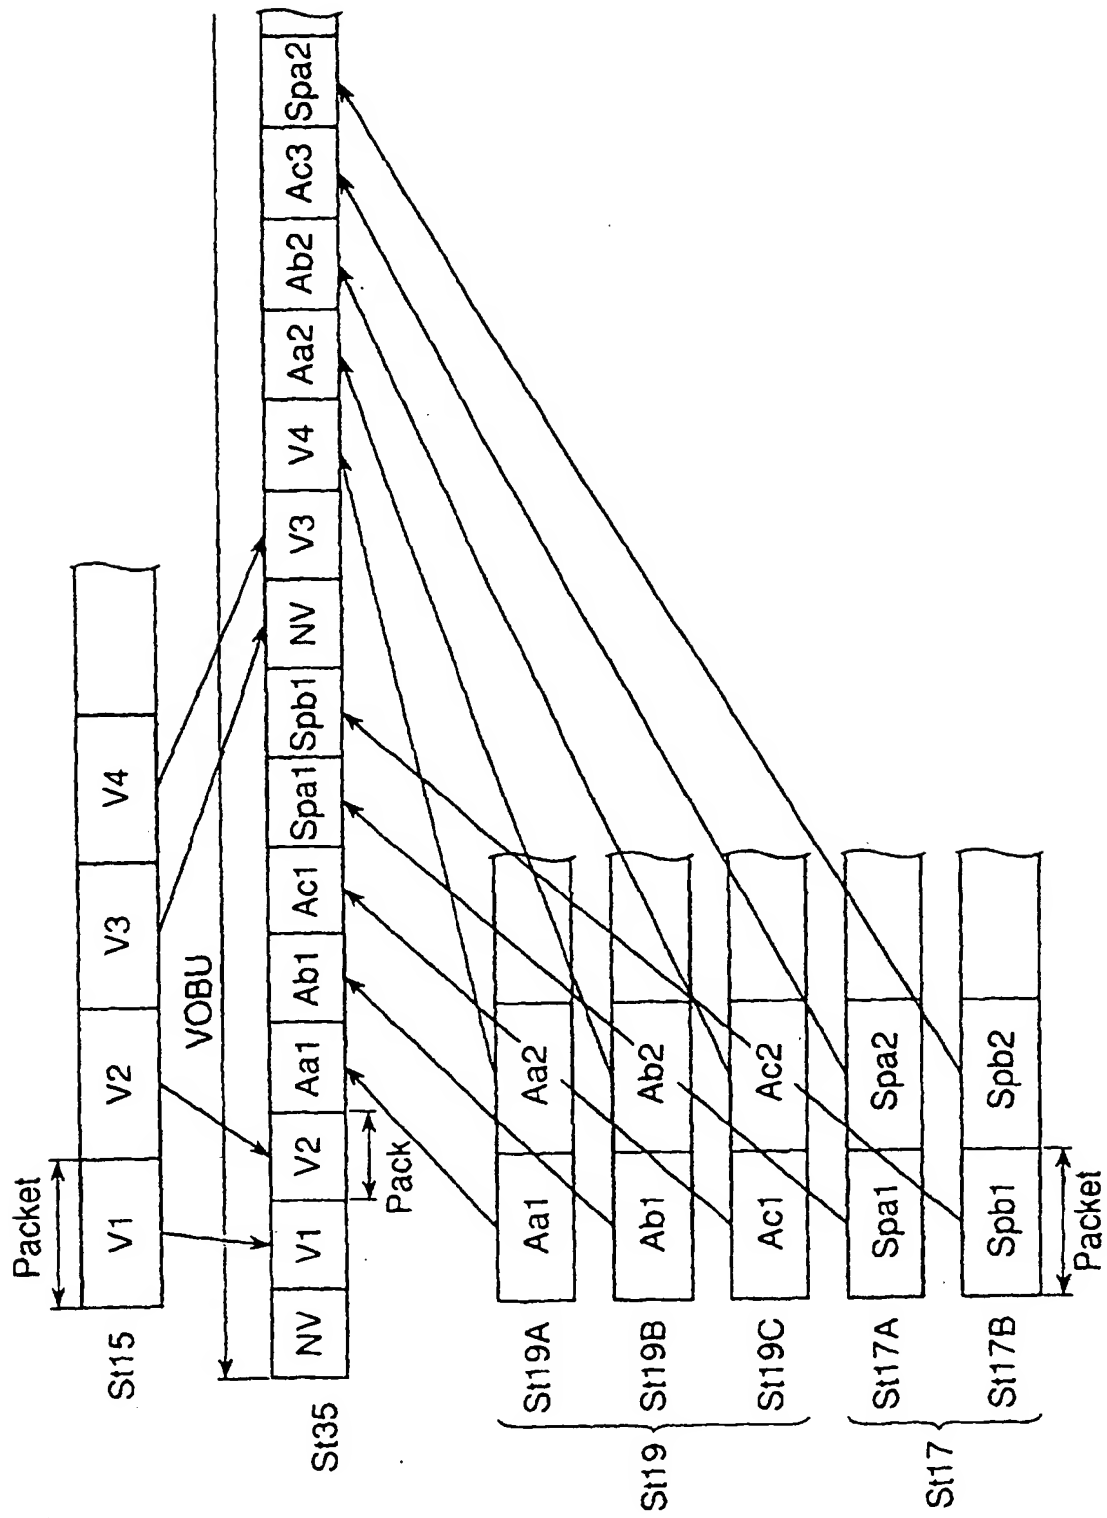 Packet
St15 V1 V2 V3 V4
VOBU
St35 NV V1 V2 Aa1 Ab1 Ac1 Spa1 Spb1 NV V3 V4 Aa2 Ab2 Ac3 Spa2
Pack
St19
St19A Aa1 Aa2
St19B Ab1 Ab2
St19C Ac1 Ac2
St17
St17A Spa1 Spa2
St17B Spb1 Spb2
Packet